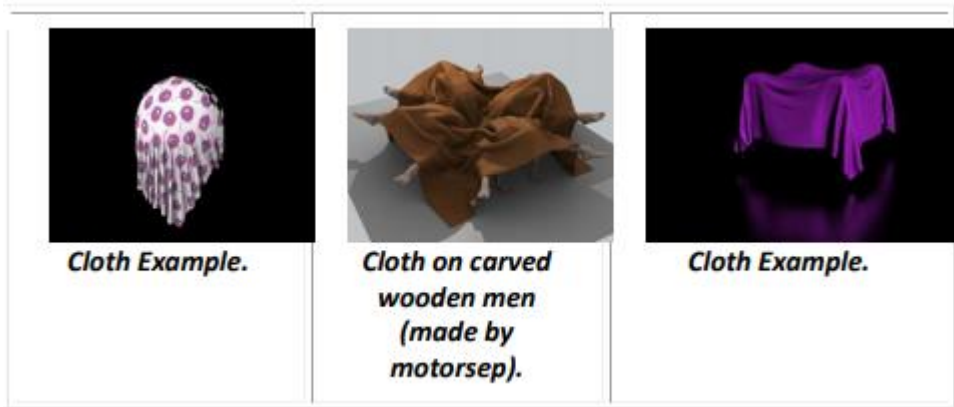 Cloth Example.
Cloth on carved
wooden men
(made by
motorsep).
Cloth Example.